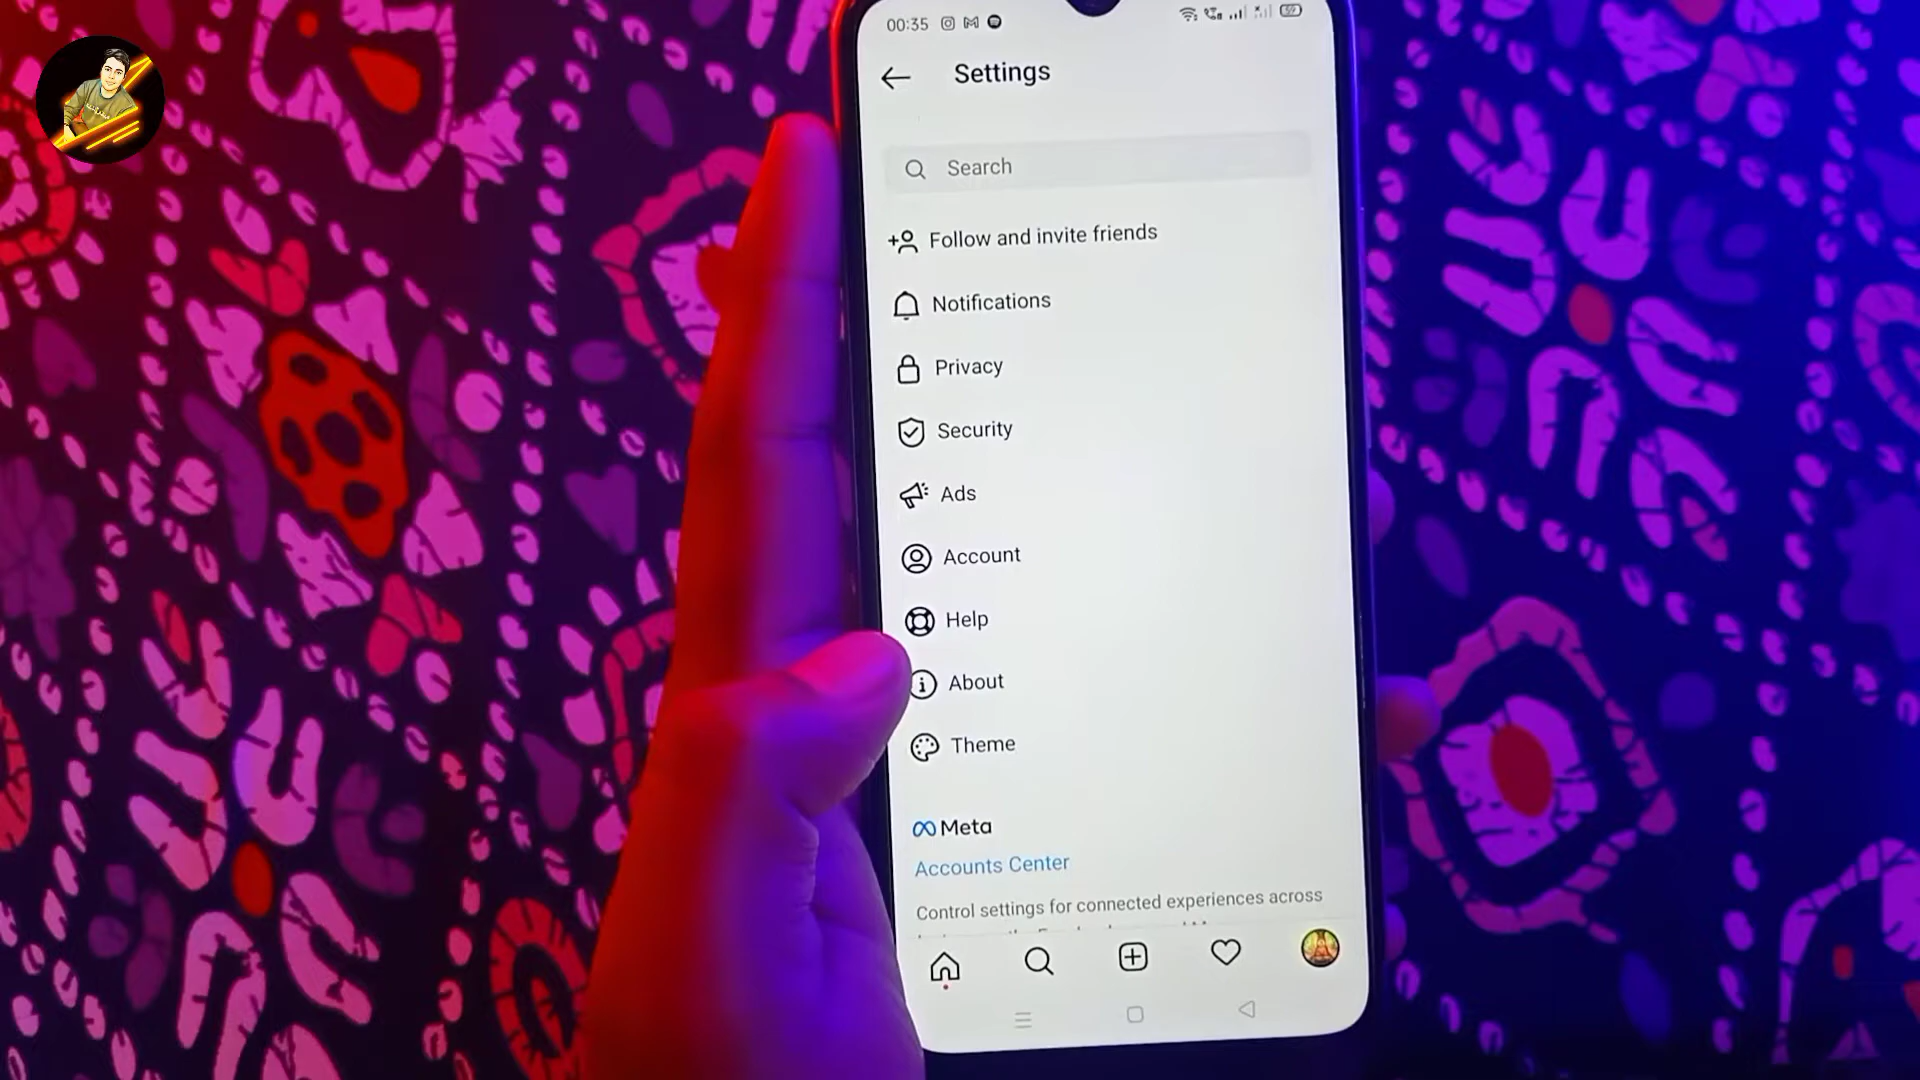 00:35
Settings
Search
Follow and invite friends
Notifications
Privacy
Security
Ads
Account
Help
About
Theme
Meta
Accounts Center
Control settings for connected experiences across